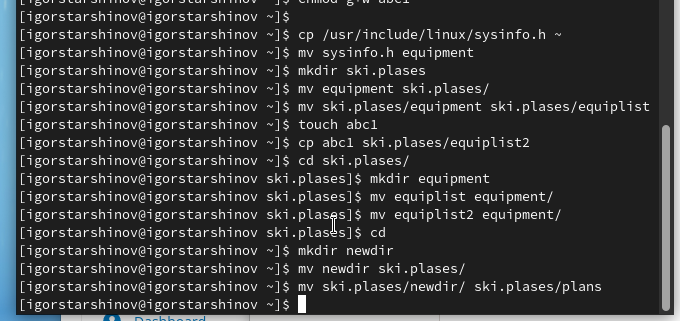 [igorstarshinov@igorstarshinov ~]$ chmod g+w abc1
[igorstarshinov@igorstarshinov ~]$
[igorstarshinov@igorstarshinov ~]$ cp /usr/include/linux/sysinfo.h ~
[igorstarshinov@igorstarshinov ~]$ mv sysinfo.h equipment
[igorstarshinov@igorstarshinov ~]$ mkdir ski.plases
[igorstarshinov@igorstarshinov ~]$ mv equipment ski.plases/
[igorstarshinov@igorstarshinov ~]$ mv ski.plases/equipment ski.plases/equiplist
[igorstarshinov@igorstarshinov ~]$ touch abc1
[igorstarshinov@igorstarshinov ~]$ cp abc1 ski.plases/equiplist2
[igorstarshinov@igorstarshinov ~]$ cd ski.plases/
[igorstarshinov@igorstarshinov ski.plases]$ mkdir equipment
[igorstarshinov@igorstarshinov ski.plases]$ mv equiplist equipment/
[igorstarshinov@igorstarshinov ski.plases]$ mv equiplist2 equipment/
[igorstarshinov@igorstarshinov ski.plases]$ cd
[igorstarshinov@igorstarshinov ~]$ mkdir newdir
[igorstarshinov@igorstarshinov ~]$ mv newdir ski.plases/
[igorstarshinov@igorstarshinov ~]$ mv ski.plases/newdir/ ski.plases/plans
[igorstarshinov@igorstarshinov ~]$